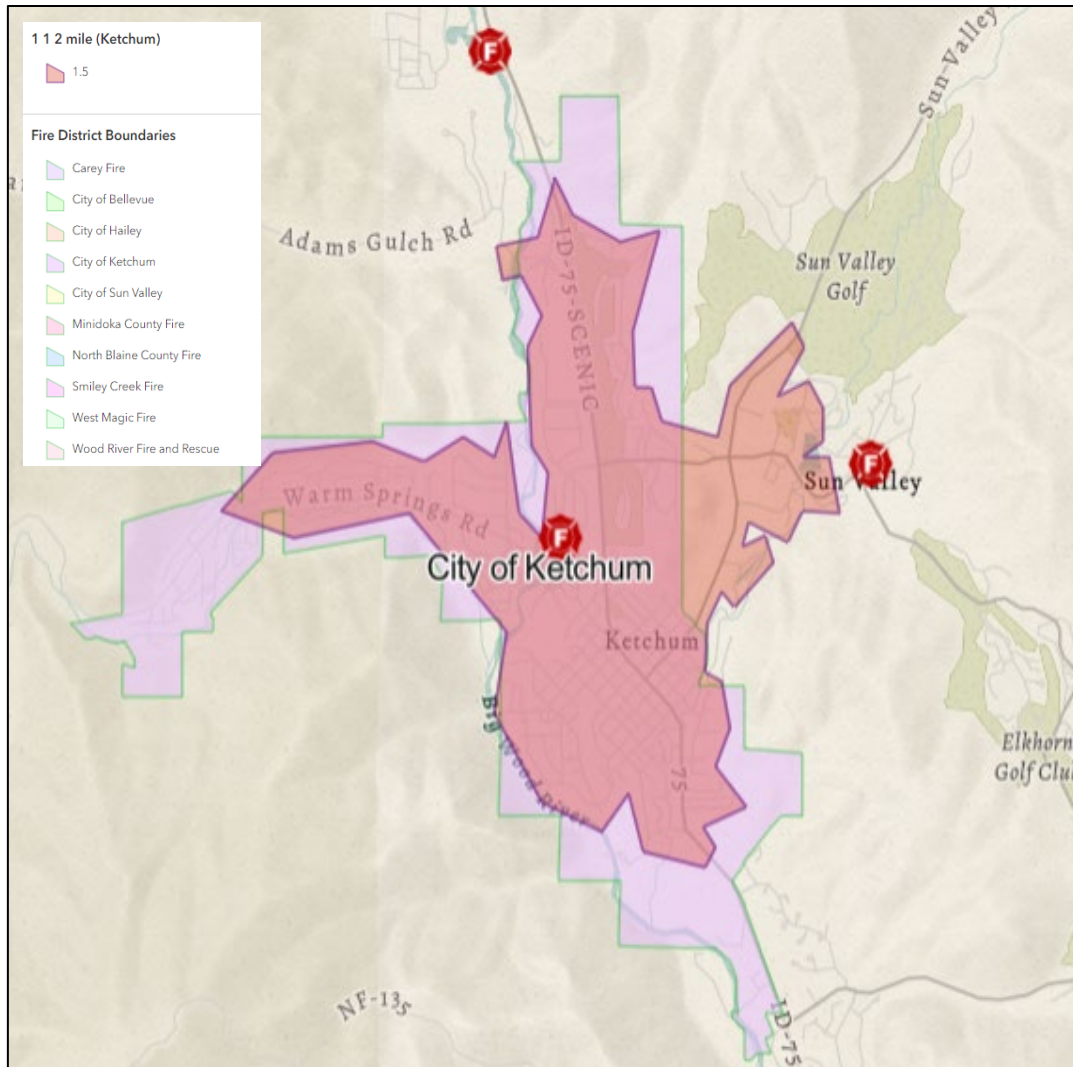 1 1 2 mile (Ketchum)
1.5
Fire District Boundaries
Carey Fire
City of Bellevue
City of Hailey
City of Ketchum
City of Sun Valley
Minidoka County Fire
North Blaine County Fire
Smiley Creek Fire
West Magic Fire
Wood River Fire and Rescue
F
Sun-Valley
Adams Gulch Rd
ID-75-SCENIC
Sun Valley
Golf
Warm Springs Rd
F
Sun Valley
F
City of Ketchum
Ketchum
Big Wood River
75
Elkhorn
Golf Clu
NF-135
ID-75